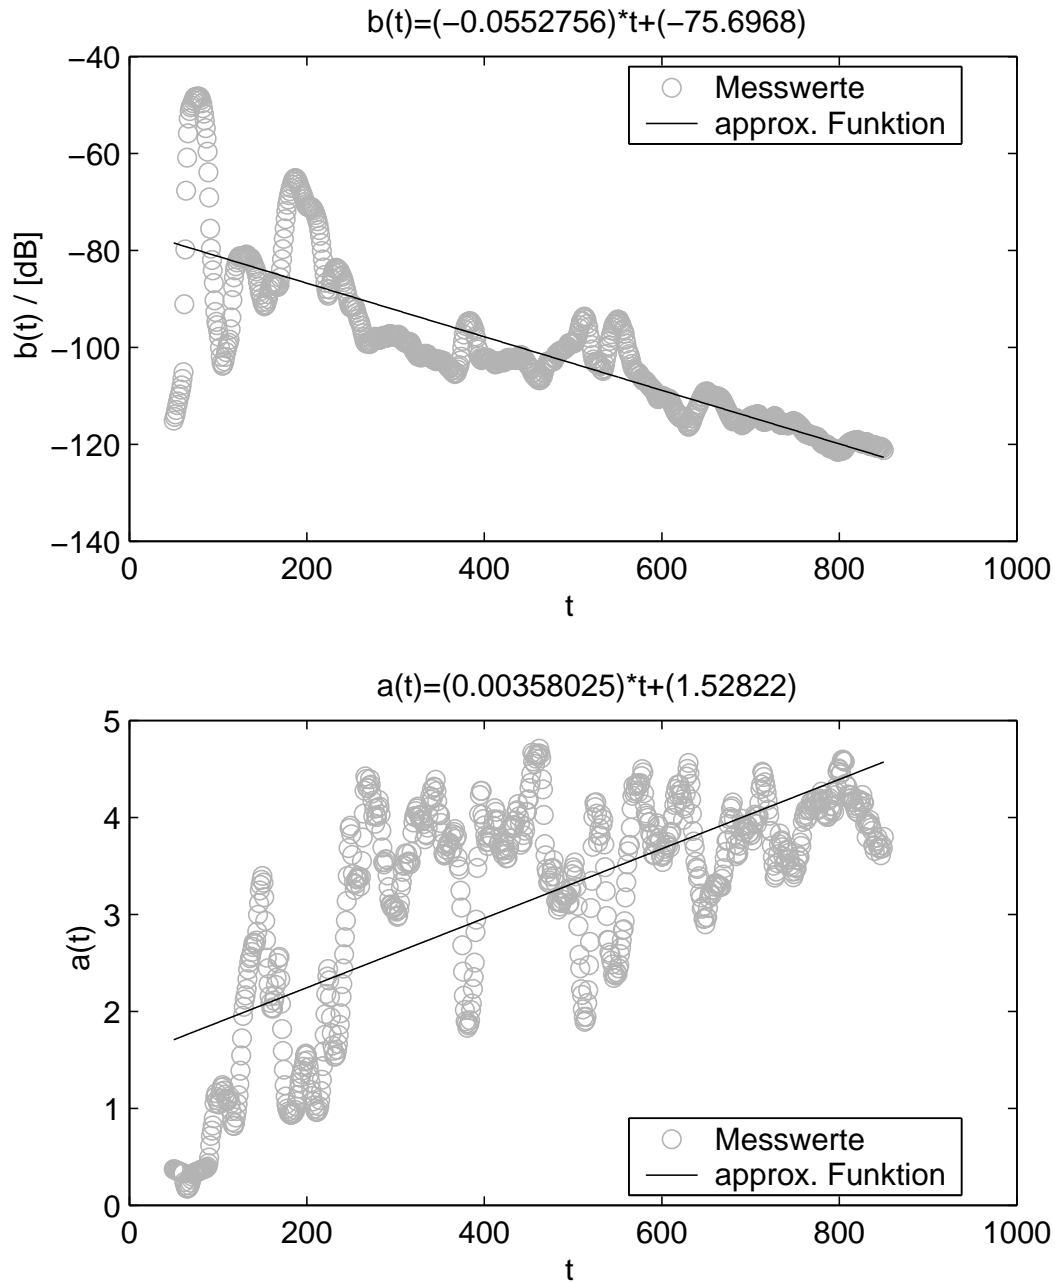 b(t)=(−0.0552756)*t+(−75.6968)
−40
−60
−80
−100
−120
−140
b(t) / [dB]
Messwerte
approx. Funktion
0
200
400
600
800
1000
t
a(t)=(0.00358025)*t+(1.52822)
5
4
3
2
1
0
a(t)
Messwerte
approx. Funktion
0
200
400
600
800
1000
t